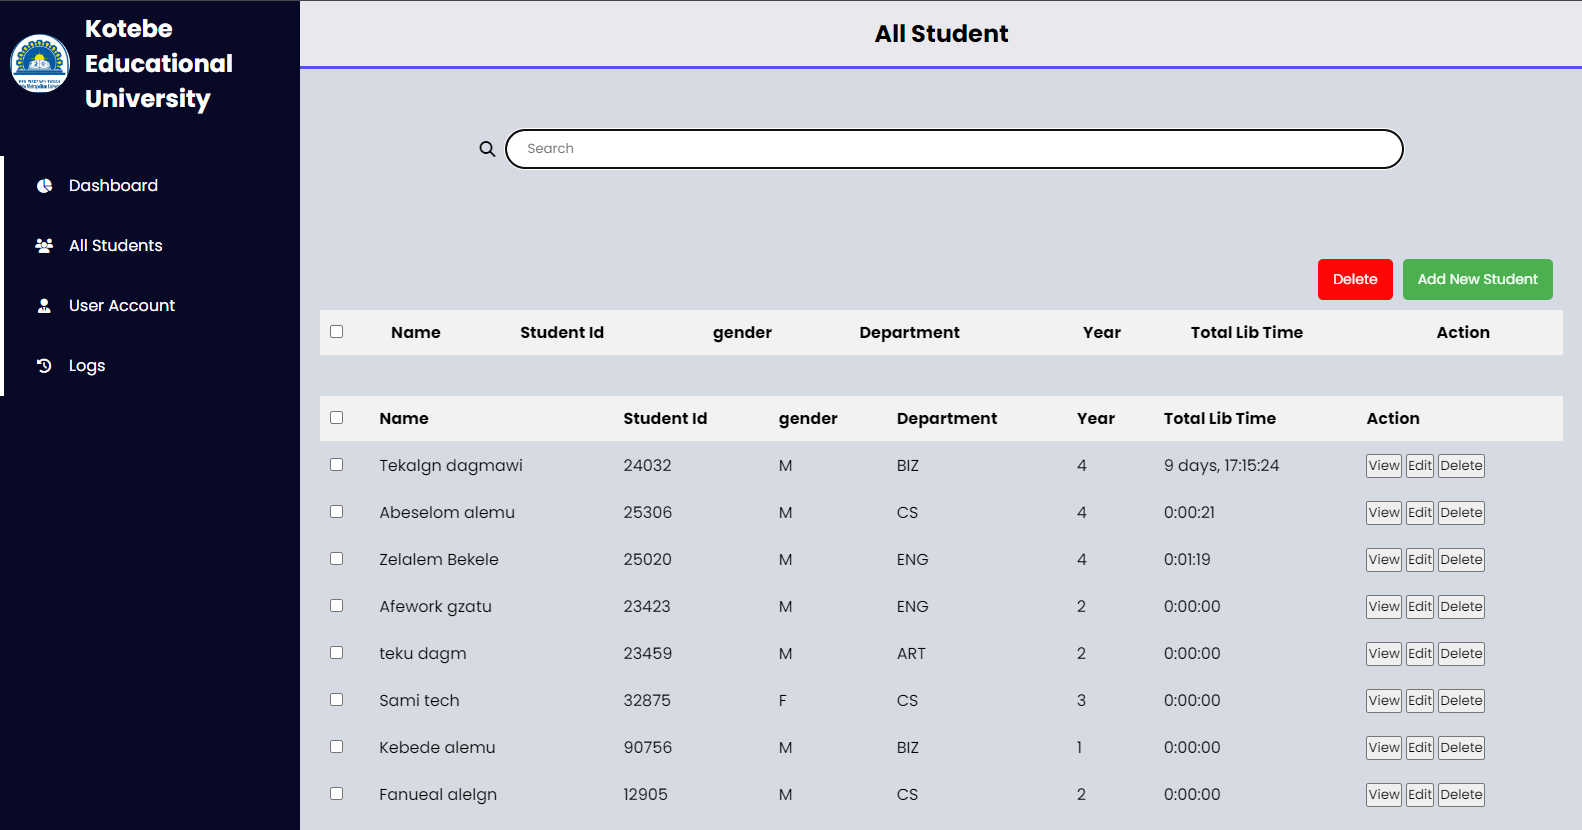 Kotebe
Educational
University
Dashboard
All Students
User Account
Logs
All Student
Search
Delete Add New Student
Name Student Id gender Department Year Total Lib Time Action
Name Student Id gender Department Year Total Lib Time Action
Tekalgn dagmawi 24032 M BIZ 4 9 days, 17:15:24 View Edit Delete
Abeselom alemu 25306 M CS 4 0:00:21 View Edit Delete
Zelalem Bekele 25020 M ENG 4 0:01:19 View Edit Delete
Afework gzatu 23423 M ENG 2 0:00:00 View Edit Delete
teku dagm 23459 M ART 2 0:00:00 View Edit Delete
Sami tech 32875 F CS 3 0:00:00 View Edit Delete
Kebede alemu 90756 M BIZ 1 0:00:00 View Edit Delete
Fanueal alelgn 12905 M CS 2 0:00:00 View Edit Delete